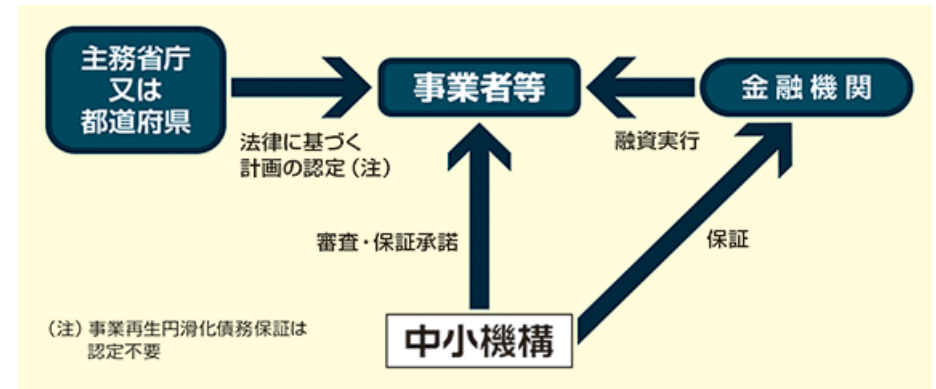 主務省庁
又は
都道府県
事業者等
金融機関
法律に基づく
計画の認定（注）
融資実行
審査・保証承諾
保証
（注）事業再生円滑化債務保証は
認定不要
中小機構